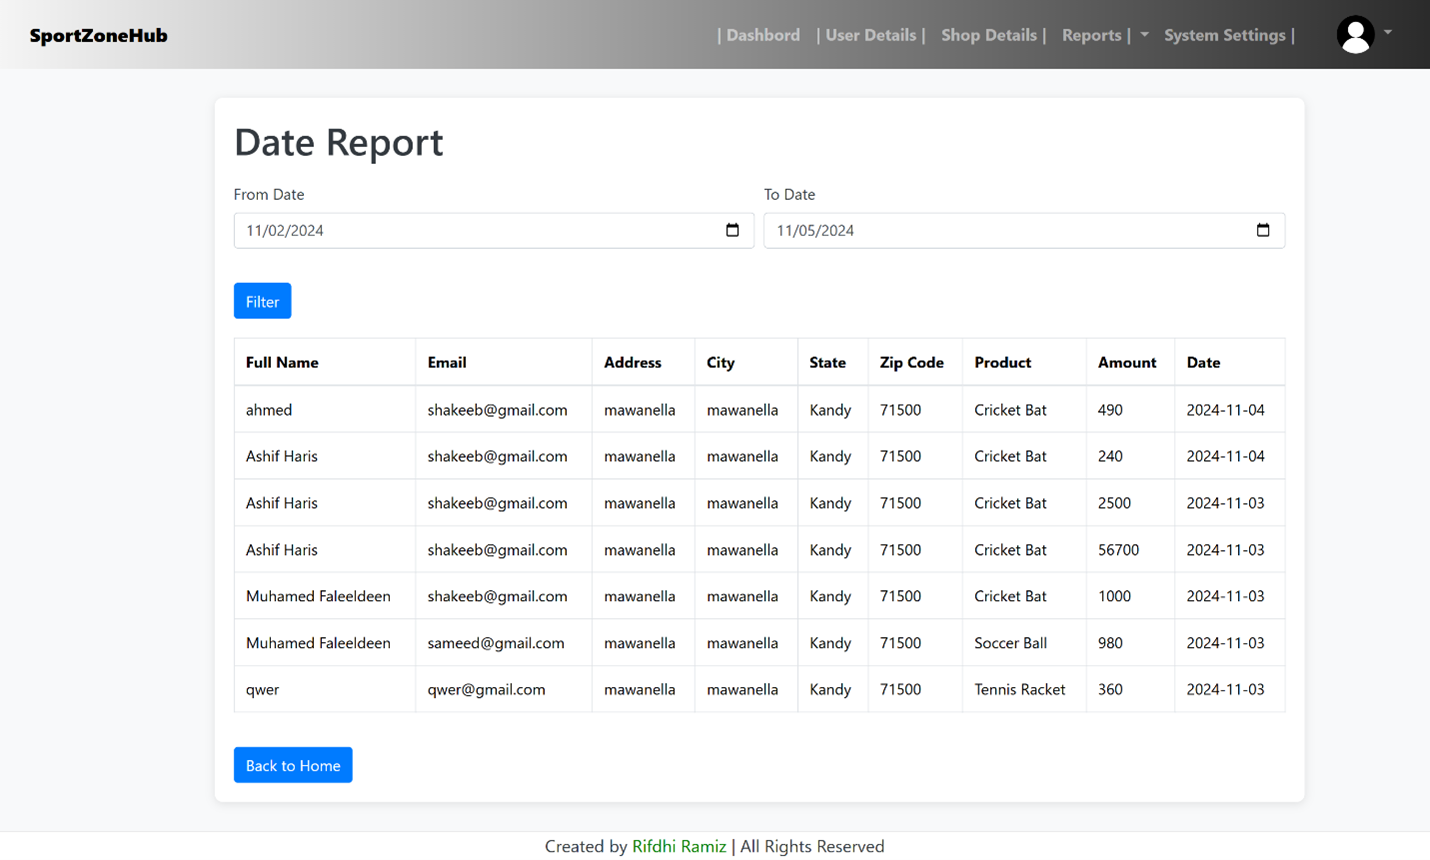 SportZoneHub
| Dashbord | User Details | Shop Details | Reports | System Settings |
Date Report
From Date To Date
11/02/2024 11/05/2024
Filter
Full Name Email Address City State Zip Code Product Amount Date
ahmed shakeeb@gmail.com mawanella mawanella Kandy 71500 Cricket Bat 490 2024-11-04
Ashif Haris shakeeb@gmail.com mawanella mawanella Kandy 71500 Cricket Bat 240 2024-11-04
Ashif Haris shakeeb@gmail.com mawanella mawanella Kandy 71500 Cricket Bat 2500 2024-11-03
Ashif Haris shakeeb@gmail.com mawanella mawanella Kandy 71500 Cricket Bat 56700 2024-11-03
Muhamed Faleeldeen shakeeb@gmail.com mawanella mawanella Kandy 71500 Cricket Bat 1000 2024-11-03
Muhamed Faleeldeen sameed@gmail.com mawanella mawanella Kandy 71500 Soccer Ball 980 2024-11-03
qwer qwer@gmail.com mawanella mawanella Kandy 71500 Tennis Racket 360 2024-11-03
Back to Home
Created by Rifdhi Ramiz | All Rights Reserved